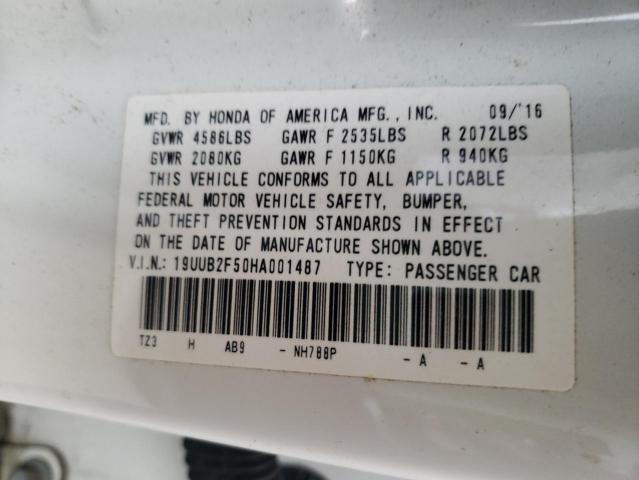 MFD. BY HONDA OF AMERICA MFG., INC. 09/'16
GVWR 4586LBS GAWR F 2535LBS R 2072LBS
GVWR 2080KG GAWR F 1150KG R 940KG
THIS VEHICLE CONFORMS TO ALL APPLICABLE
FEDERAL MOTOR VEHICLE SAFETY, BUMPER,
AND THEFT PREVENTION STANDARDS IN EFFECT
ON THE DATE OF MANUFACTURE SHOWN ABOVE.
V.I.N.: 19UUB2F50HA001487 TYPE: PASSENGER CAR
TZ3 H AB9 - NH788P - A - A